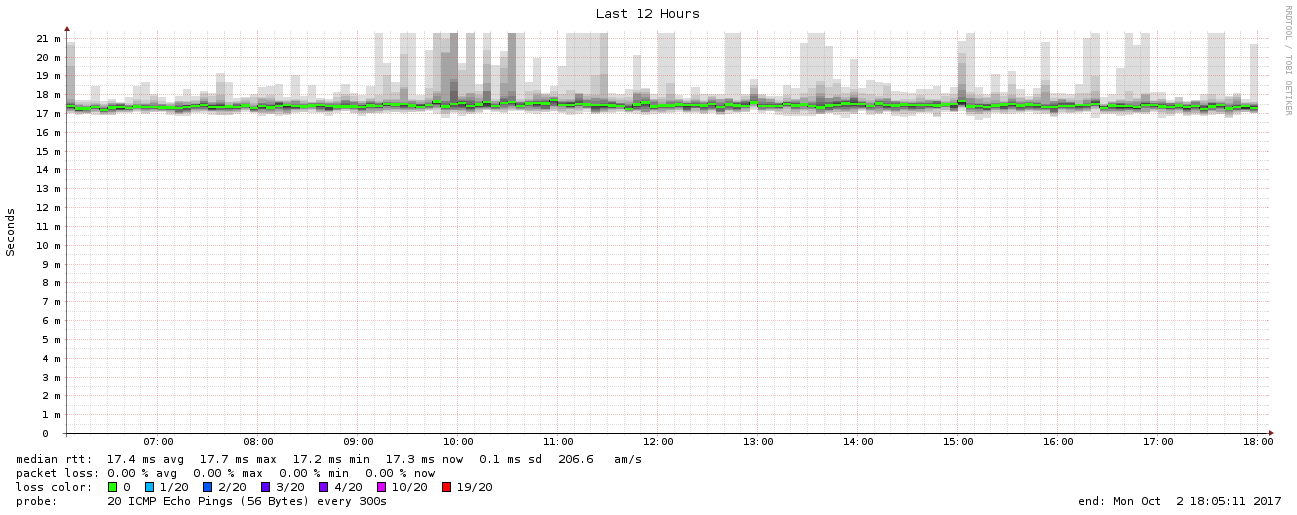 Last 12 Hours
RRDTOOL / TOBI OETIKER
Seconds
21 m
20 m
19 m
18 m
17 m
16 m
15 m
14 m
13 m
12 m
11 m
10 m
9 m
8 m
7 m
6 m
5 m
4 m
3 m
2 m
1 m
0
07:00 08:00 09:00 10:00 11:00 12:00 13:00 14:00 15:00 16:00 17:00 18:00
median rtt: 17.4 ms avg 17.7 ms max 17.2 ms min 17.3 ms now 0.1 ms sd 206.6 am/s
packet loss: 0.00 % avg 0.00 % max 0.00 % min 0.00 % now
loss color: 0 1/20 2/20 3/20 4/20 10/20 19/20
probe: 20 ICMP Echo Pings (56 Bytes) every 300s end: Mon Oct 2 18:05:11 2017